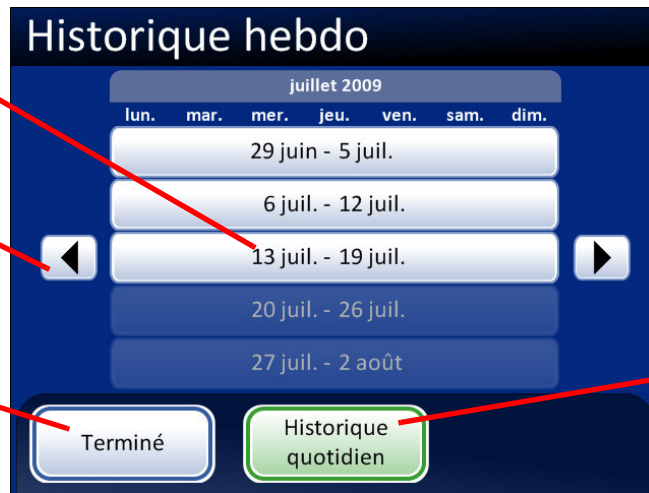 Historique hebdo
juillet 2009
lun. mar. mer. jeu. ven. sam. dim.
29 juin - 5 juil.
6 juil. - 12 juil.
13 juil. - 19 juil.
20 juil. - 26 juil.
27 juil. - 2 août
Terminé
Historique
quotidien